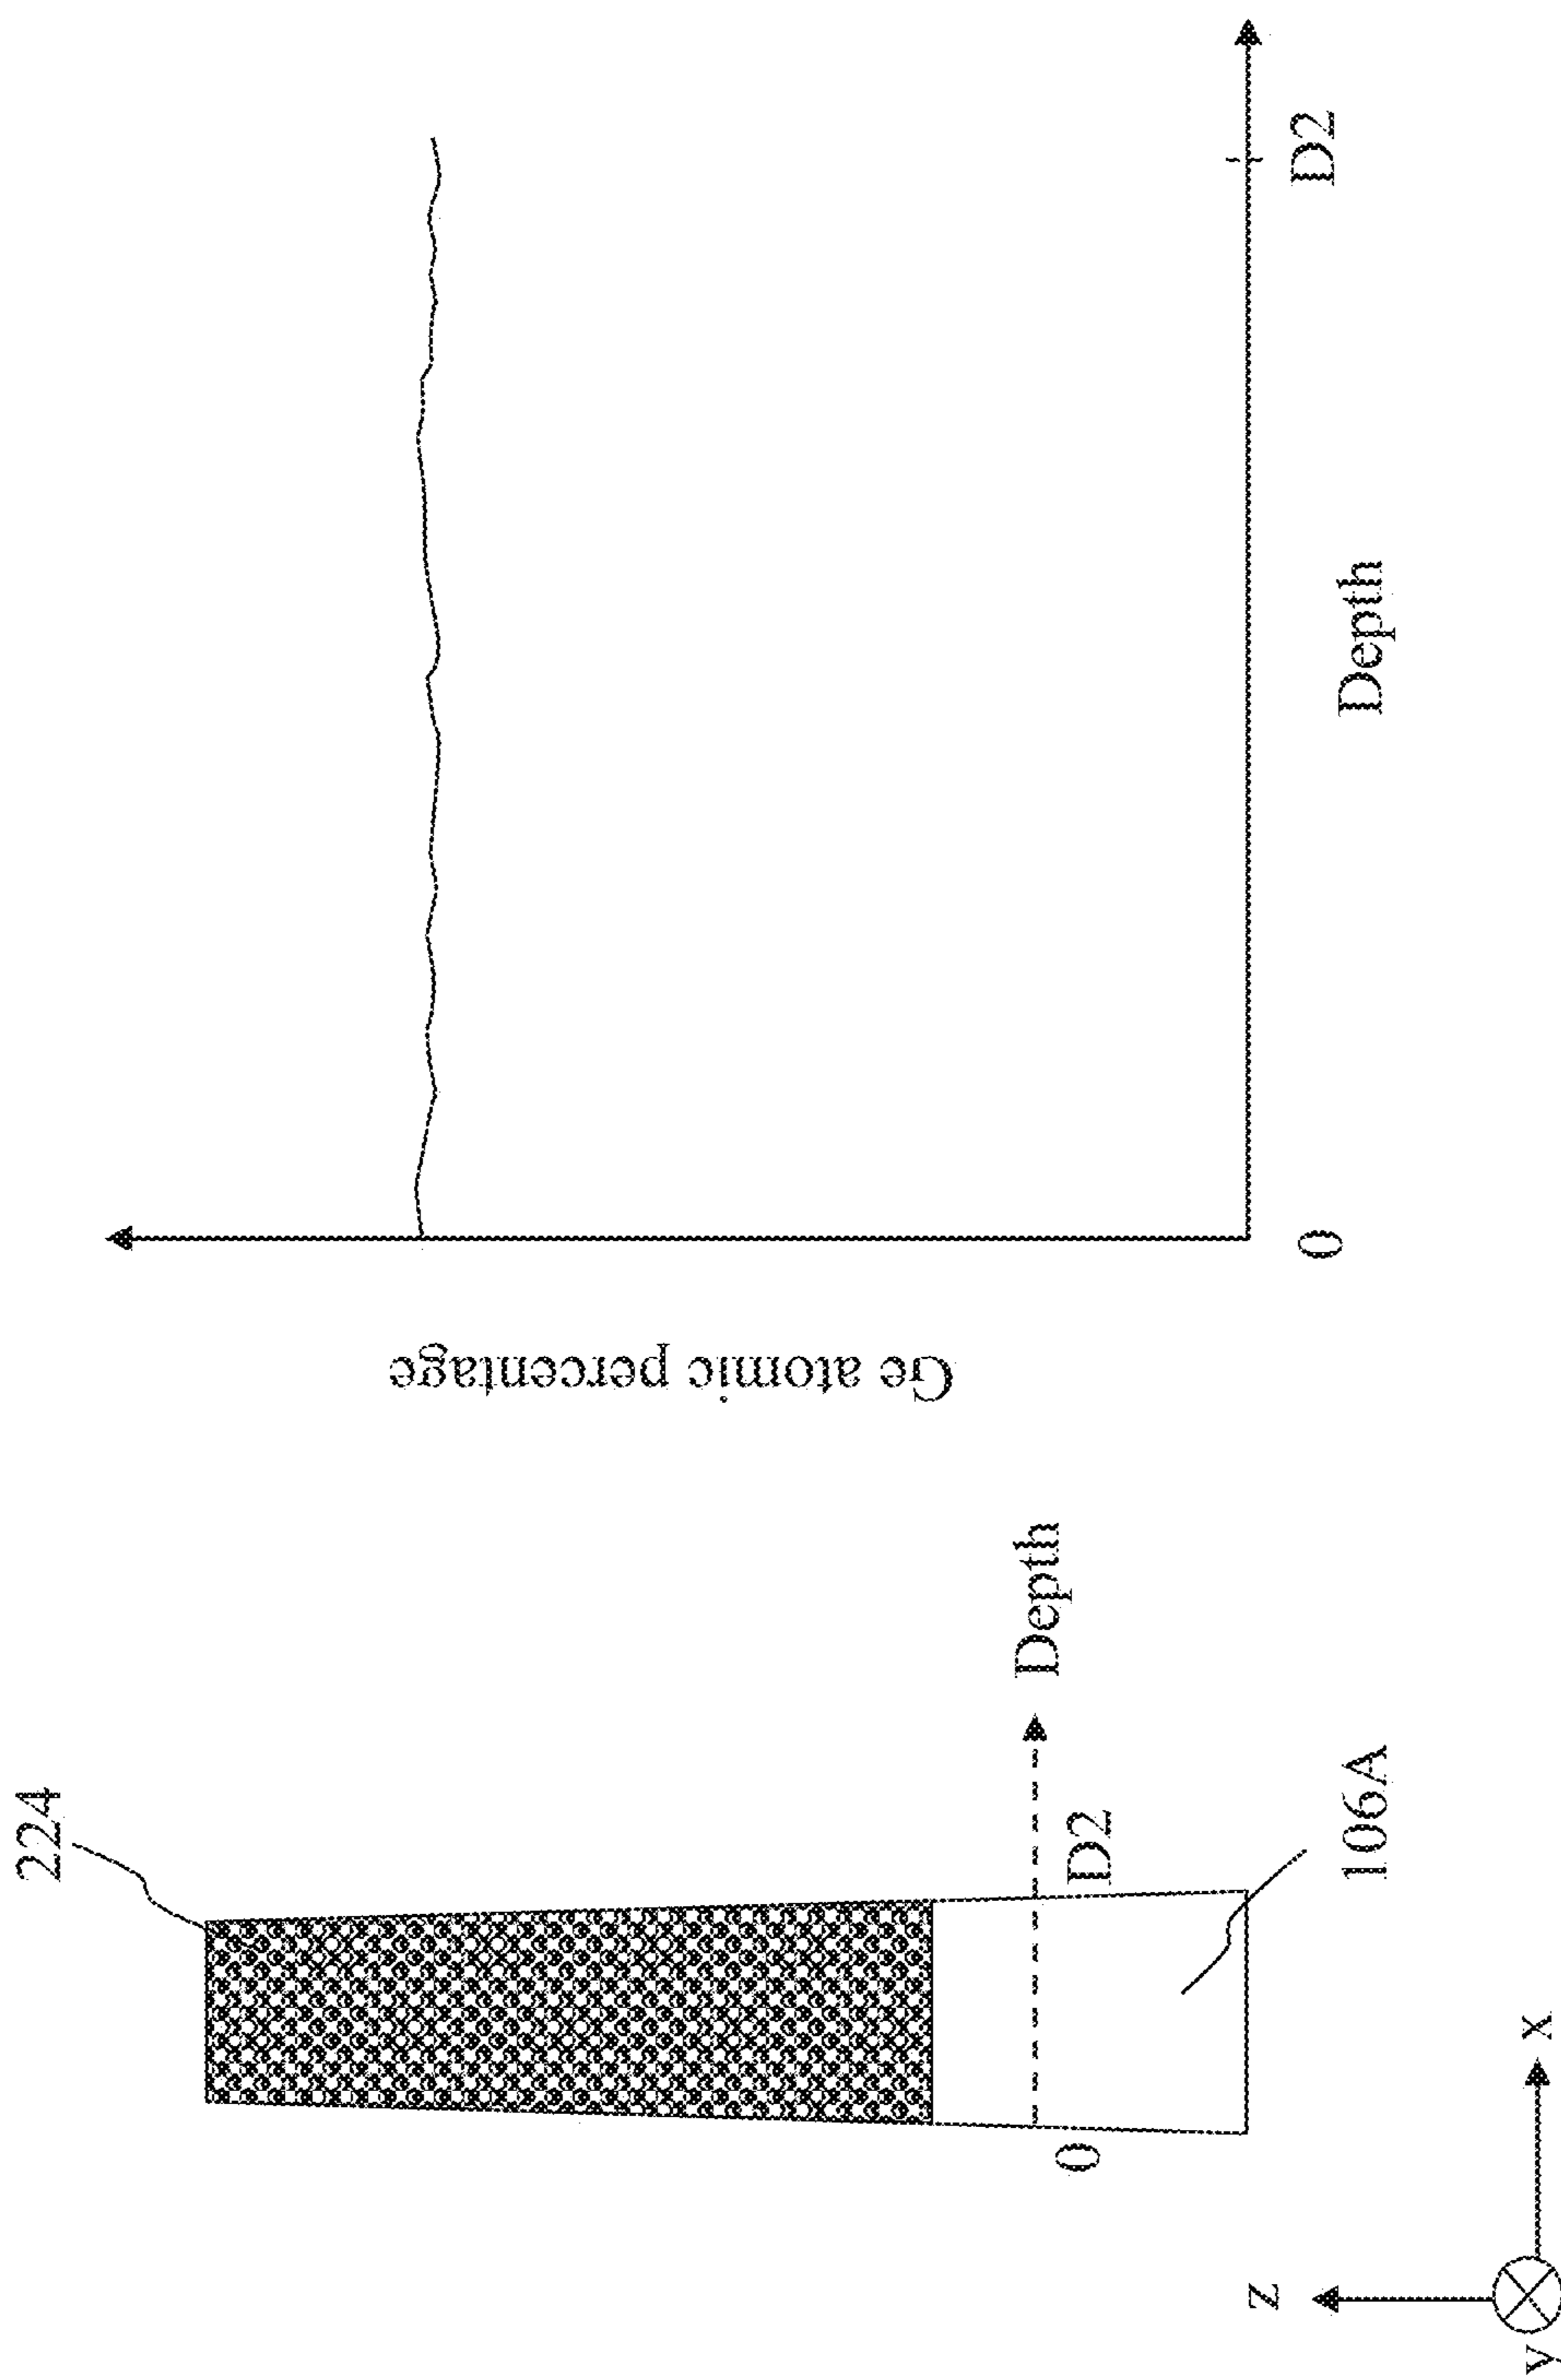 224
Depth
0
D2
106A
z
y
x
Ge atomic percentage
0
D2
Depth